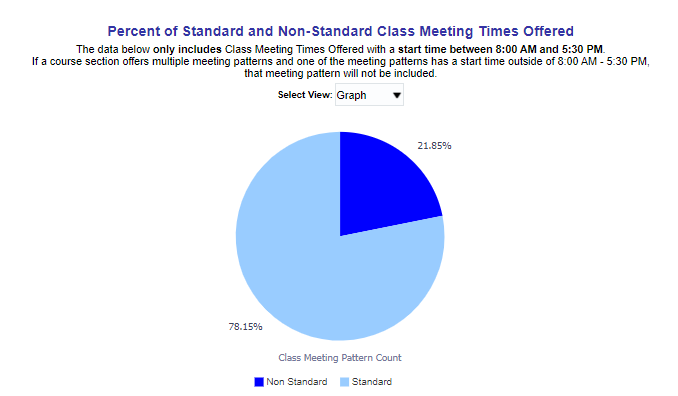 Percent of Standard and Non-Standard Class Meeting Times Offered
The data below only includes Class Meeting Times Offered with a start time between 8:00 AM and 5:30 PM.
If a course section offers multiple meeting patterns and one of the meeting patterns has a start time outside of 8:00 AM - 5:30 PM,
that meeting pattern will not be included.
Select View: Graph
21.85%
78.15%
Class Meeting Pattern Count
Non Standard Standard